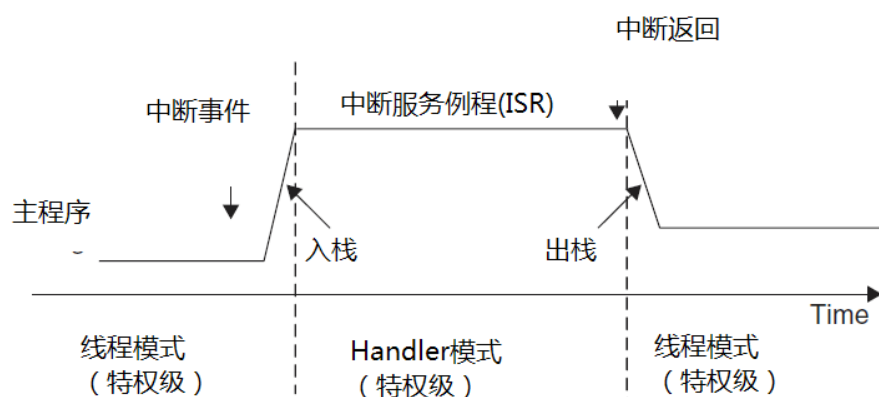 中断返回
中断事件
中断服务例程(ISR)
主程序
入栈
出栈
Time
线程模式
（特权级）
Handler模式
（特权级）
线程模式
（特权级）